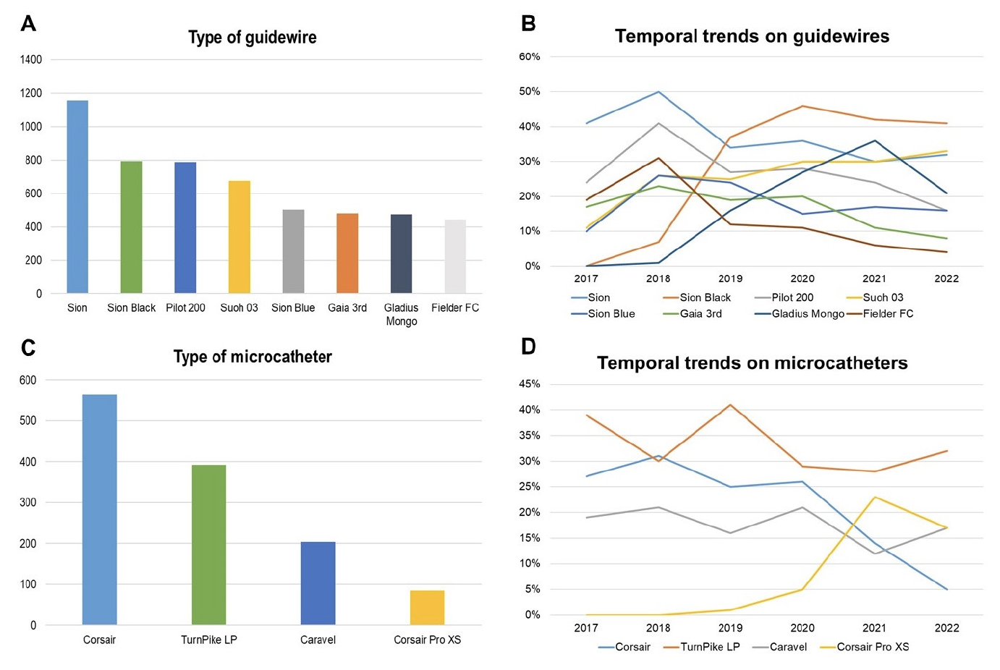 A
Type of guidewire
1400
1200
1000
800
600
400
200
0
Sion Sion Black Pilot 200 Suoh 03 Sion Blue Gaia 3rd Gladius Mongo Fielder FC
B
Temporal trends on guidewires
60%
50%
40%
30%
20%
10%
0%
2017 2018 2019 2020 2021 2022
Sion Sion Black Pilot 200 Suoh 03
Sion Blue Gaia 3rd Gladius Mongo Fielder FC
C
Type of microcatheter
600
500
400
300
200
100
0
Corsair TurnPike LP Caravel Corsair Pro XS
D
Temporal trends on microcatheters
45%
40%
35%
30%
25%
20%
15%
10%
5%
0%
2017 2018 2019 2020 2021 2022
Corsair TurnPike LP Caravel Corsair Pro XS